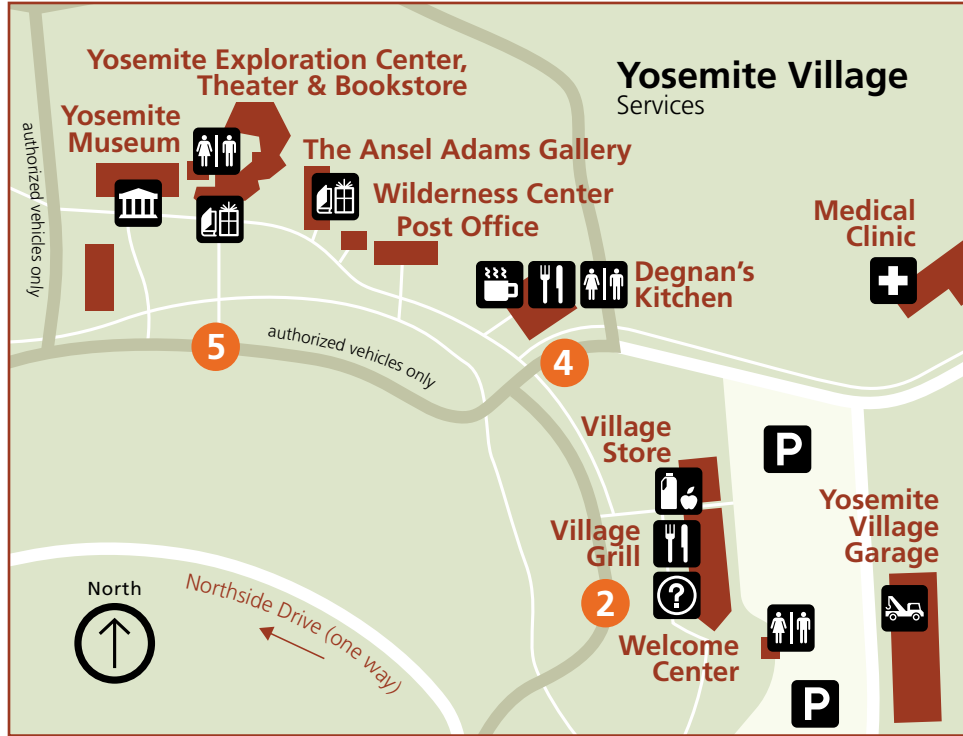 Yosemite Village
Services
Yosemite Exploration Center,
Theater & Bookstore
Yosemite
Museum
The Ansel Adams Gallery
Wilderness Center
Post Office
Medical
Clinic
Degnan’s
Kitchen
authorized vehicles only
authorized vehicles only
5
4
Village
Store
P
Yosemite
Village
Garage
Village
Grill
?
2
Welcome
Center
P
North
Northside Drive (one way)